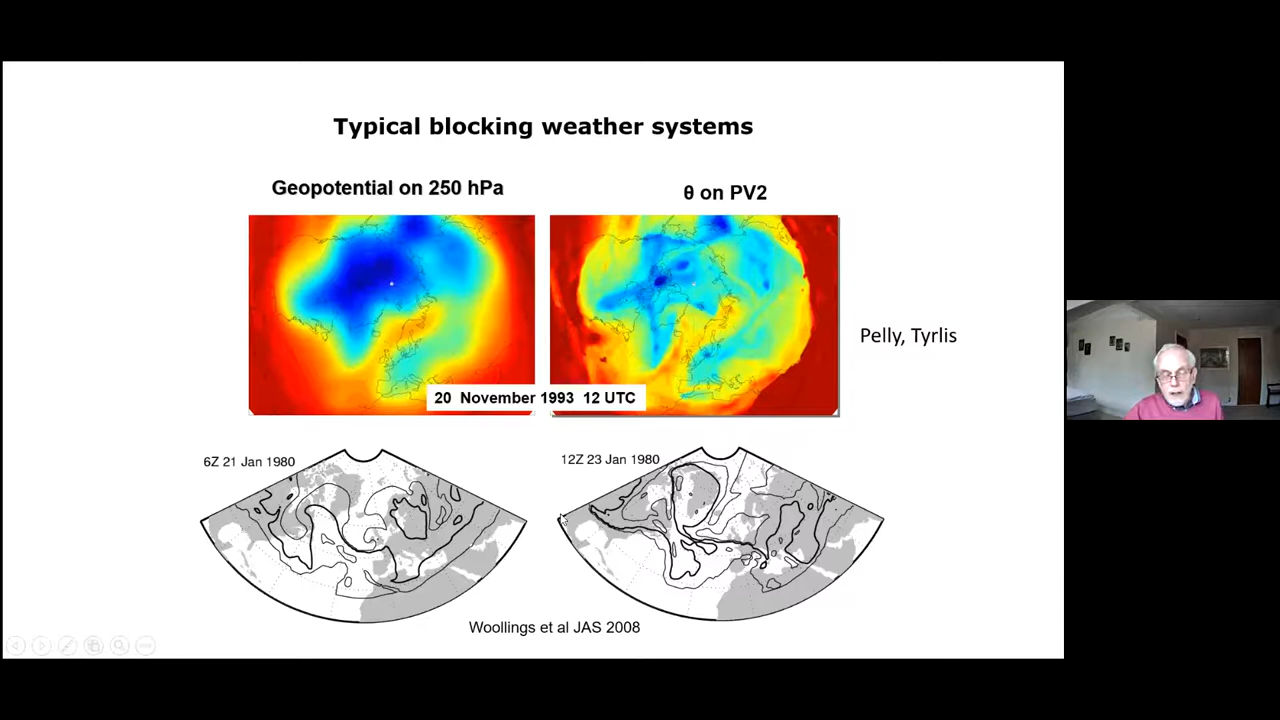 Typical blocking weather systems
Geopotential on 250 hPa
θ on PV2
Pelly, Tyrlis
20 November 1993 12 UTC
6Z 21 Jan 1980
12Z 23 Jan 1980
Woollings et al JAS 2008